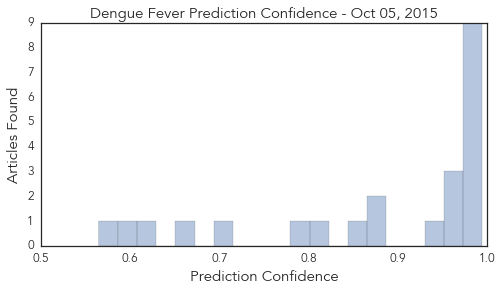 Dengue Fever Prediction Confidence - Oct 05, 2015
9
8
7
6
5
4
3
2
1
0
Articles Found
0.5 0.6 0.7 0.8 0.9 1.0
Prediction Confidence